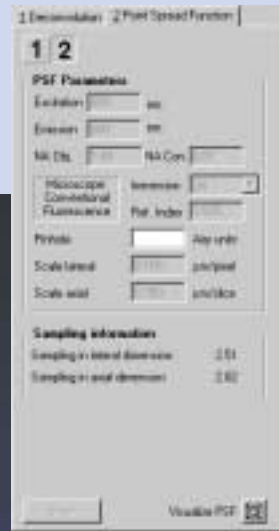 1 Deconvolution 2 Point Spread Function
1 2
PSF Parameters
Excitation nm
Emission nm
NA Obj. NA Con.
Microscope Immersion
Conventional
Fluorescence Ref. Index
Pinhole Airy units
Scale lateral µm/pixel
Scale axial µm/slice
Sampling information
Sampling in lateral dimension 2.51
Sampling in axial dimension 2.02
Visualize PSF